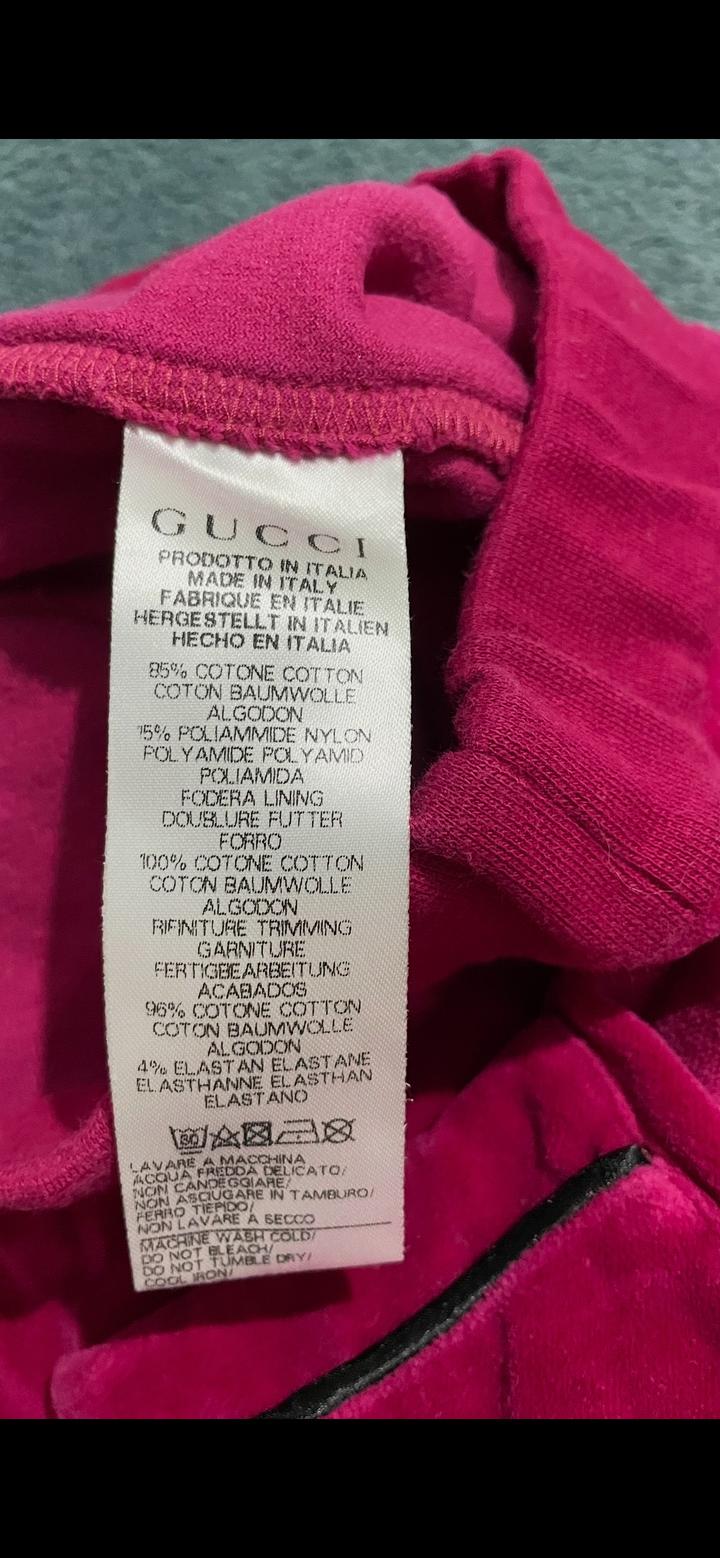 GUCCI
PRODOTTO IN ITALIA
MADE IN ITALY
FABRIQUE EN ITALIE
HERGESTELLT IN ITALIEN
HECHO EN ITALIA
85% COTONE COTTON
COTON BAUMWOLLE
ALGODON
15% POLIAMMIDE NYLON
POLYAMIDE POLYAMID
POLIAMIDA
FODERA LINING
DOUBLURE FUTTER
FORRO
100% COTONE COTTON
COTON BAUMWOLLE
ALGODON
RIFINITURE TRIMMING
GARNITURE
FERTIGBEARBEITUNG
ACABADOS
96% COTONE COTTON
COTON BAUMWOLLE
ALGODON
4% ELASTAN ELASTANE
ELASTHANNE ELASTHAN
ELASTANO
30
LAVARE A MACCHINA
ACQUA FREDDA DELICATO/
NON CANDEGGIARE/
NON ASCIUGARE IN TAMBURO/
FERRO TIEPIDO/
NON LAVARE A SECCO
MACHINE WASH COLD/
DO NOT BLEACH/
DO NOT TUMBLE DRY/
COOL IRON/